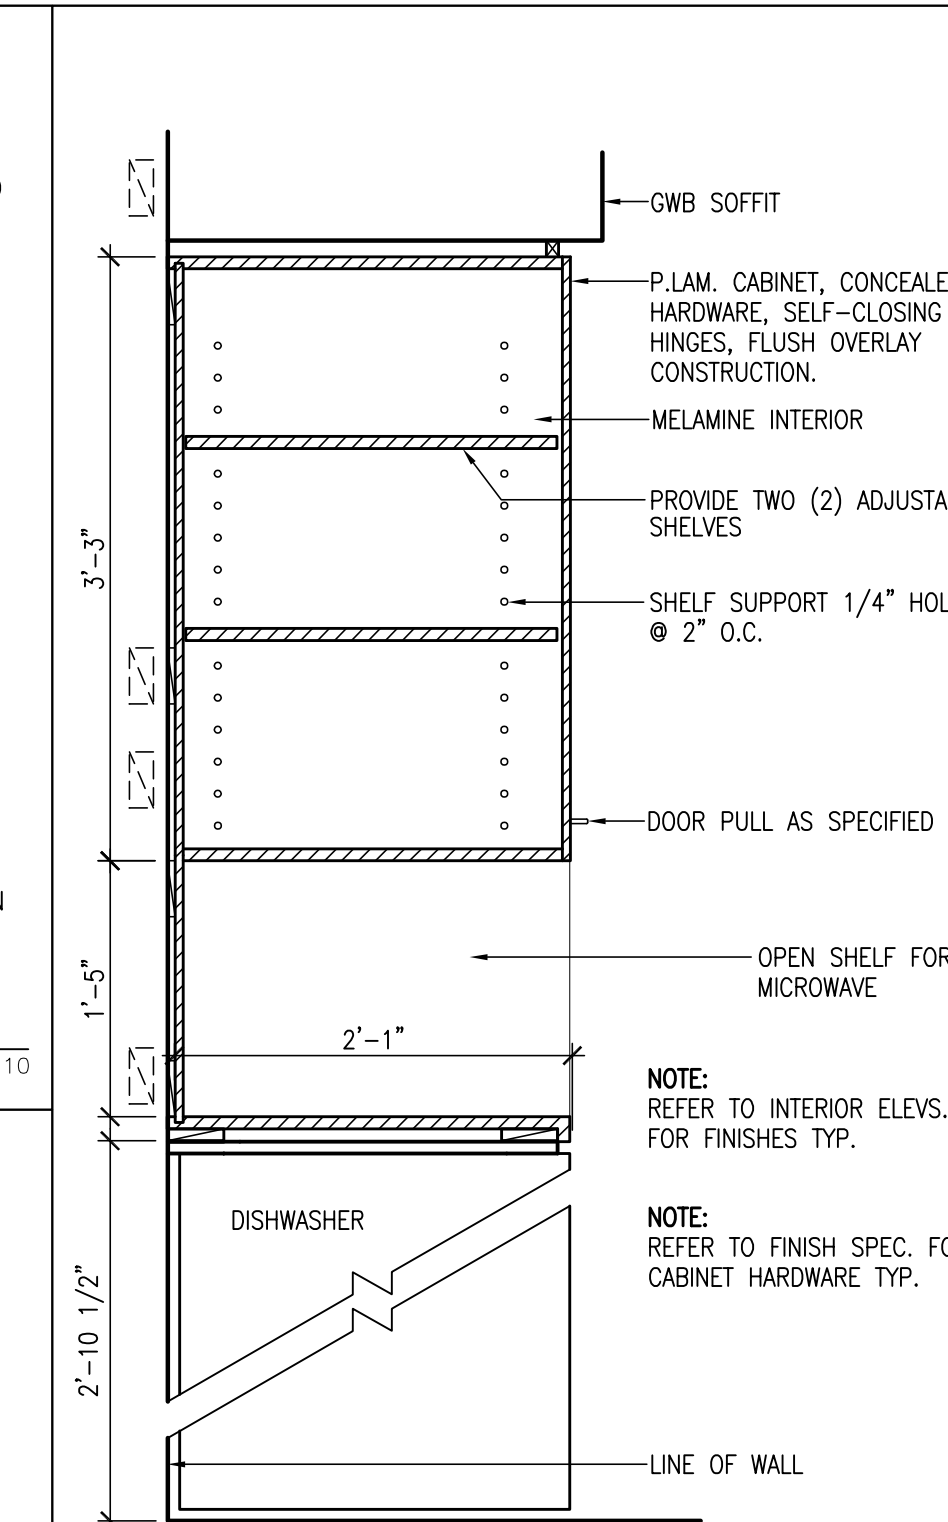 GWB SOFFIT
P.LAM. CABINET, CONCEALE
HARDWARE, SELF-CLOSING
HINGES, FLUSH OVERLAY
CONSTRUCTION.
MELAMINE INTERIOR
PROVIDE TWO (2) ADJUSTA
SHELVES
3'-3"
SHELF SUPPORT 1/4" HOL
@ 2" O.C.
DOOR PULL AS SPECIFIED
OPEN SHELF FOR
MICROWAVE
1'-5"
2'-1"
10
NOTE:
REFER TO INTERIOR ELEVS.
FOR FINISHES TYP.
DISHWASHER
NOTE:
REFER TO FINISH SPEC. FO
CABINET HARDWARE TYP.
2'-10 1/2"
LINE OF WALL